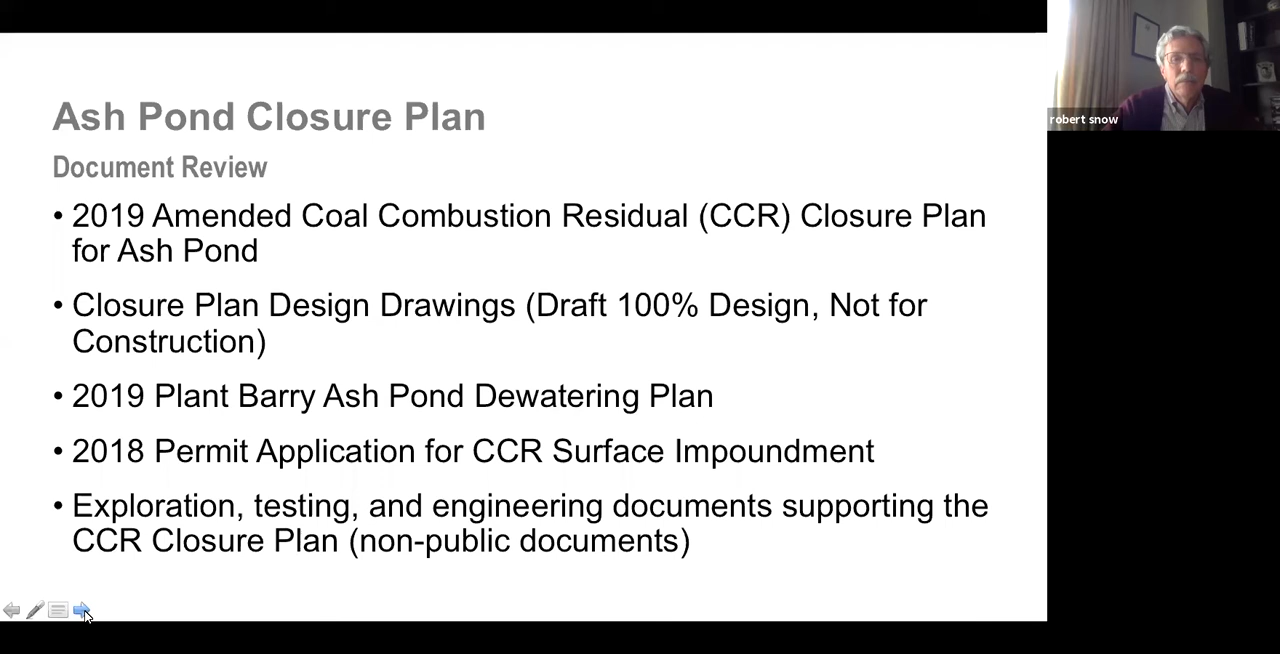 Ash Pond Closure Plan
Document Review
• 2019 Amended Coal Combustion Residual (CCR) Closure Plan
for Ash Pond
• Closure Plan Design Drawings (Draft 100% Design, Not for
Construction)
• 2019 Plant Barry Ash Pond Dewatering Plan
• 2018 Permit Application for CCR Surface Impoundment
• Exploration, testing, and engineering documents supporting the
CCR Closure Plan (non-public documents)
robert snow